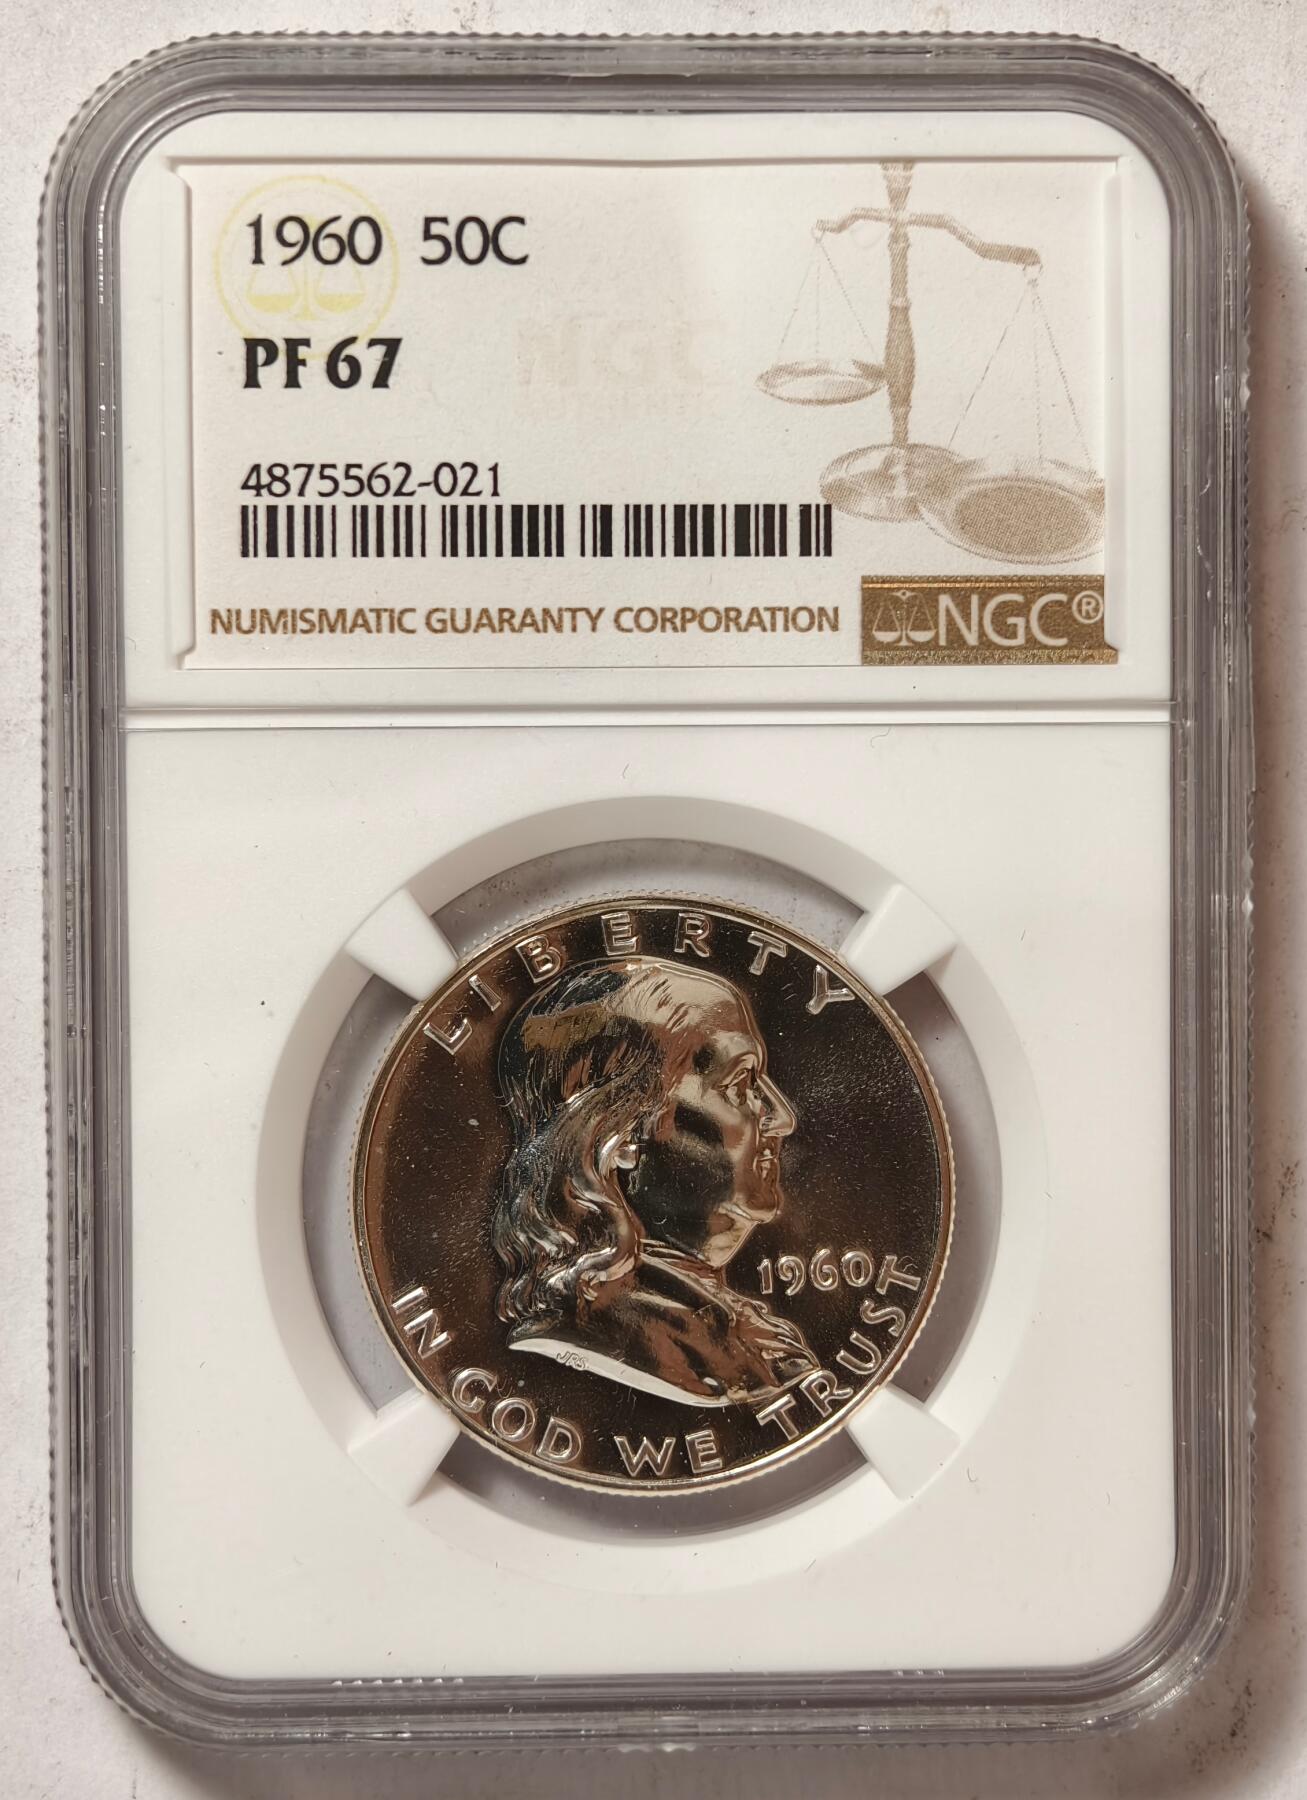 1960 50C
PF 67
4875562-021
NUMISMATIC GUARANTY CORPORATION
NGC®
LIBERTY
1960
JRS
IN GOD WE TRUST